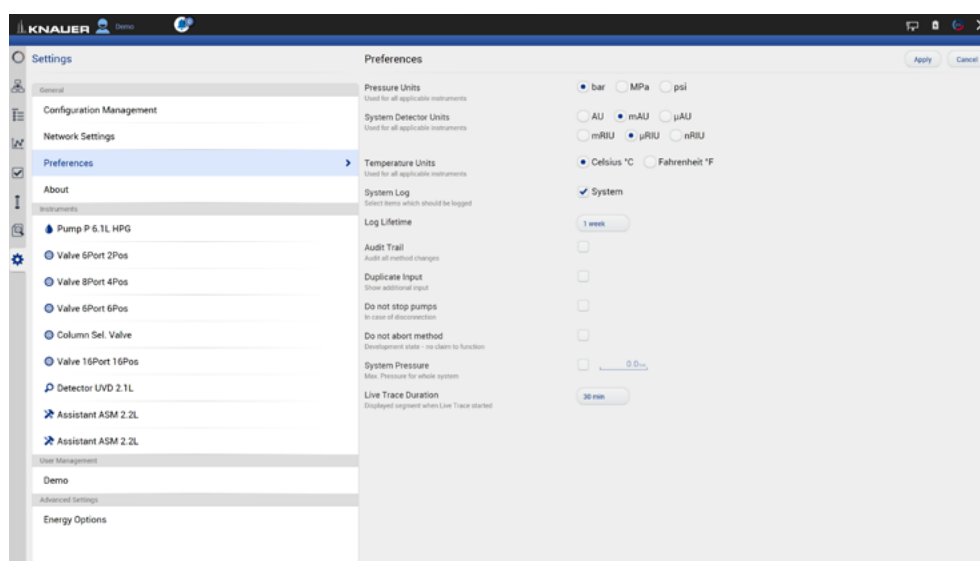 KNAUER Demo
Settings
Preferences
Apply Cancel
General
Configuration Management
Network Settings
Preferences
About
Instruments
Pump P 6.1L HPG
Valve 6Port 2Pos
Valve 8Port 4Pos
Valve 6Port 6Pos
Column Sel. Valve
Valve 16Port 16Pos
Detector UVD 2.1L
Assistant ASM 2.2L
Assistant ASM 2.2L
User Management
Demo
Advanced Settings
Energy Options
Pressure Units bar MPa psi
Used for all applicable instruments
System Detector Units AU mAU µAU
Used for all applicable instruments
mRIU µRIU nRIU
Temperature Units Celsius °C Fahrenheit °F
Used for all applicable instruments
System Log System
Select items which should be logged
Log Lifetime 1 week
Audit Trail
Audit all method changes
Duplicate Input
Show additional input
Do not stop pumps
In case of disconnection
Do not abort method
Development state - no claim to function
System Pressure 0.0
Max. Pressure for whole system
Live Trace Duration 30 min
Displayed segment when Live Trace started